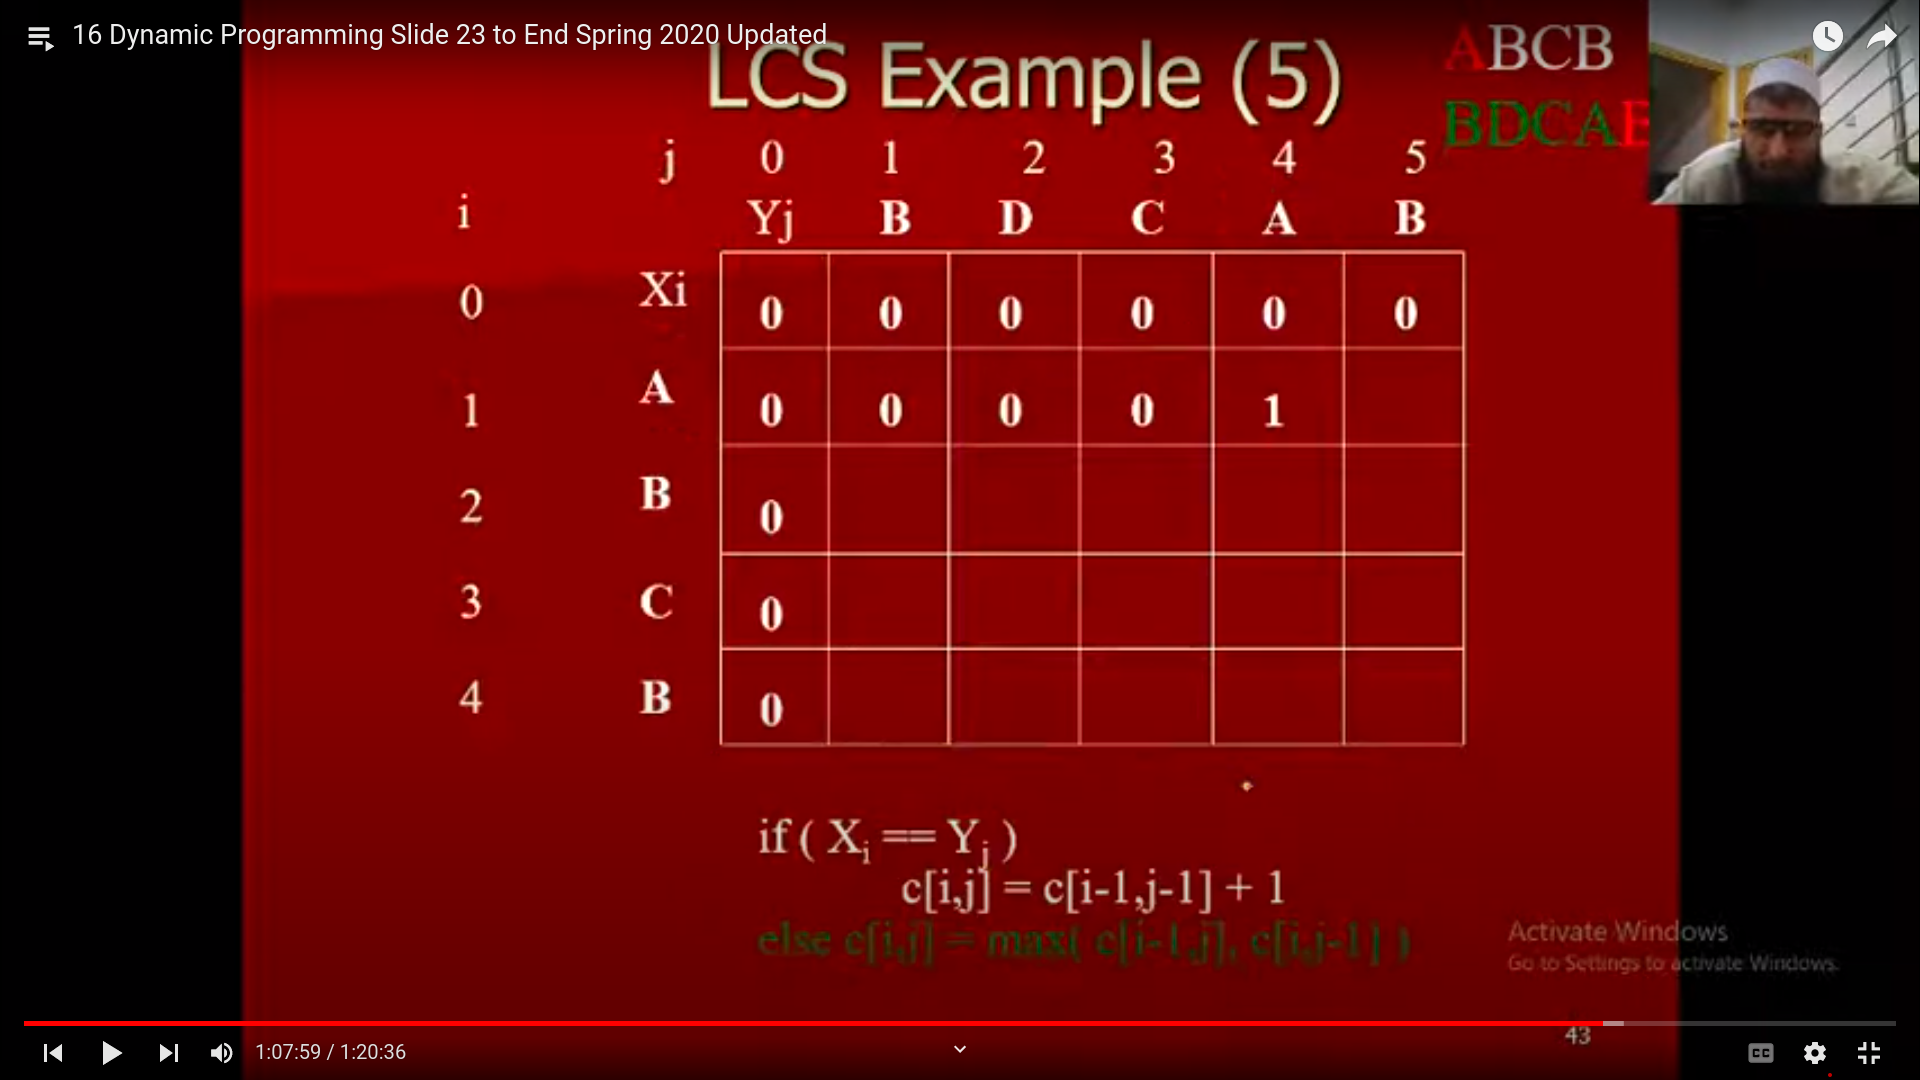 16 Dynamic Programming Slide 23 to End Spring 2020 Updated
LCS Example (5)
ABCB
BDCAB
j 0 1 2 3 4 5
i Yj B D C A B
0 Xi 0 0 0 0 0 0
1 A 0 0 0 0 1
2 B 0
3 C 0
4 B 0
if ( Xi == Yj )
c[i,j] = c[i-1,j-1] + 1
else c[i,j] = max( c[i-1,j], c[i,j-1] )
Activate Windows
Go to Settings to activate Windows.
43
1:07:59 / 1:20:36
CC